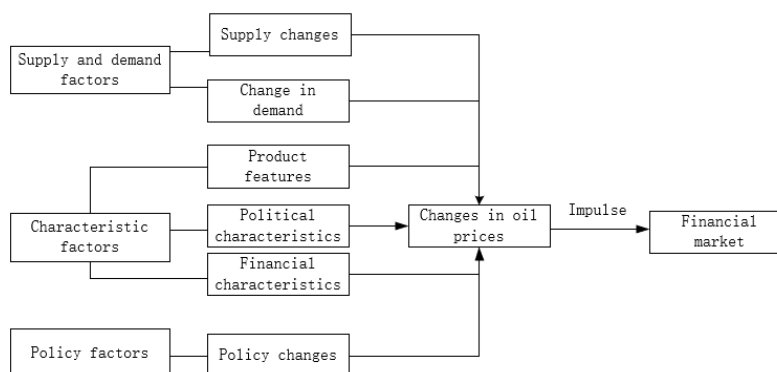 Supply changes
Supply and demand
factors
Change in
demand
Product
features
Characteristic
factors
Political
characteristics
Financial
characteristics
Changes in oil
prices
Impulse
Financial
market
Policy factors
Policy changes